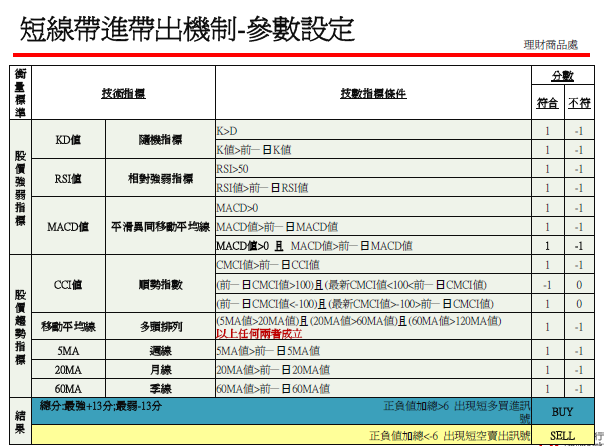 短線帶進帶出機制-參數設定
理財商品處
衡量標準 技術指標 技數指標條件 分數
符合 不符
股價強弱指標
KD值 隨機指標 K>D 1 -1
K值>前一日K值 1 -1
RSI值 相對強弱指標 RSI>50 1 -1
RSI值>前一日RSI值 1 -1
MACD值 平滑異同移動平均線 MACD>0 1 -1
MACD值>前一日MACD值 1 -1
MACD值>0 且 MACD值>前一日MACD值 1 -1
股價趨勢指標
CCI值 順勢指數 CMCI值>前一日CCI值 1 -1
(前一日CMCI值>100)且(最新CMCI值<100<前一日CMCI值) -1 0
(前一日CMCI值<-100)且(最新CMCI值>-100>前一日CMCI值) 1 0
移動平均線 多頭排列 (5MA值>20MA值)且(20MA值>60MA值)且(60MA值>120MA值) 1 -1
以上任何兩者成立
5MA 週線 5MA值>前一日5MA值 1 -1
20MA 月線 20MA值>前一日20MA值 1 -1
60MA 季線 60MA值>前一日60MA值 1 -1
結果
總分:最強+13分;最弱-13分 正負值加總>6 出現短多買進訊號 BUY
正負值加總<-6 出現短空賣出訊號 SELL